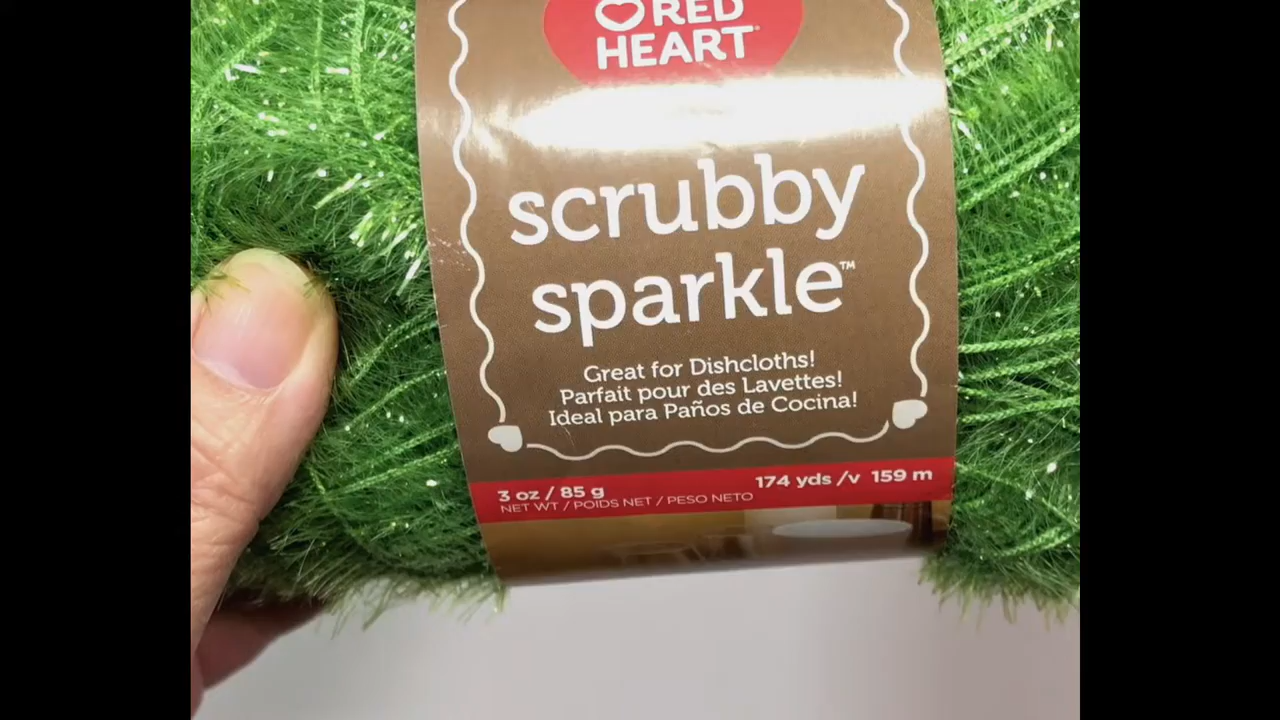 RED
HEART®
scrubby
sparkle™
Great for Dishcloths!
Parfait pour des Lavettes!
Ideal para Paños de Cocina!
3 oz / 85 g
NET WT / POIDS NET / PESO NETO
174 yds /v 159 m